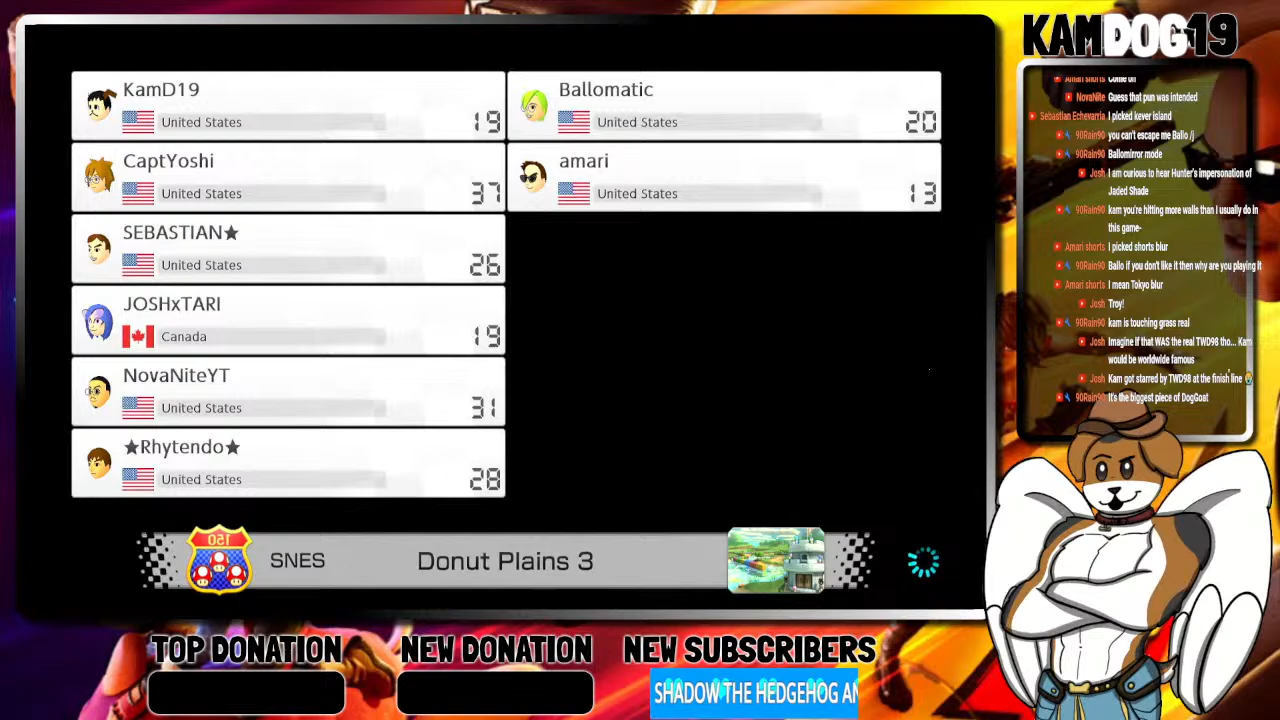 KAMDOG19
KamD19
United States
19
CaptYoshi
United States
37
SEBASTIAN★
United States
26
JOSHxTARI
Canada
19
NovaNiteYT
United States
31
★Rhytendo★
United States
28
Ballomatic
United States
20
amari
United States
13
150
SNES
Donut Plains 3
Amari shorts Come on
NovaNite Guess that pun was intended
Sebastian Echevarria I picked kever island
90Rain90 you can't escape me Ballo /j
90Rain90 Ballomirror mode
Josh I am curious to hear Hunter's impersonation of
Jaded Shade
90Rain90 kam you're hitting more walls than I usually do in
this game-
Amari shorts I picked shorts blur
90Rain90 Ballo if you don't like it then why are you playing it
Amari shorts I mean Tokyo blur
Josh Troy!
90Rain90 kam is touching grass real
Josh Imagine if that WAS the real TWD98 tho... Kam
would be worldwide famous
Josh Kam got starred by TWD98 at the finish line
90Rain90 It's the biggest piece of DogGoat
TOP DONATION
NEW DONATION
NEW SUBSCRIBERS
SHADOW THE HEDGEHOG AN